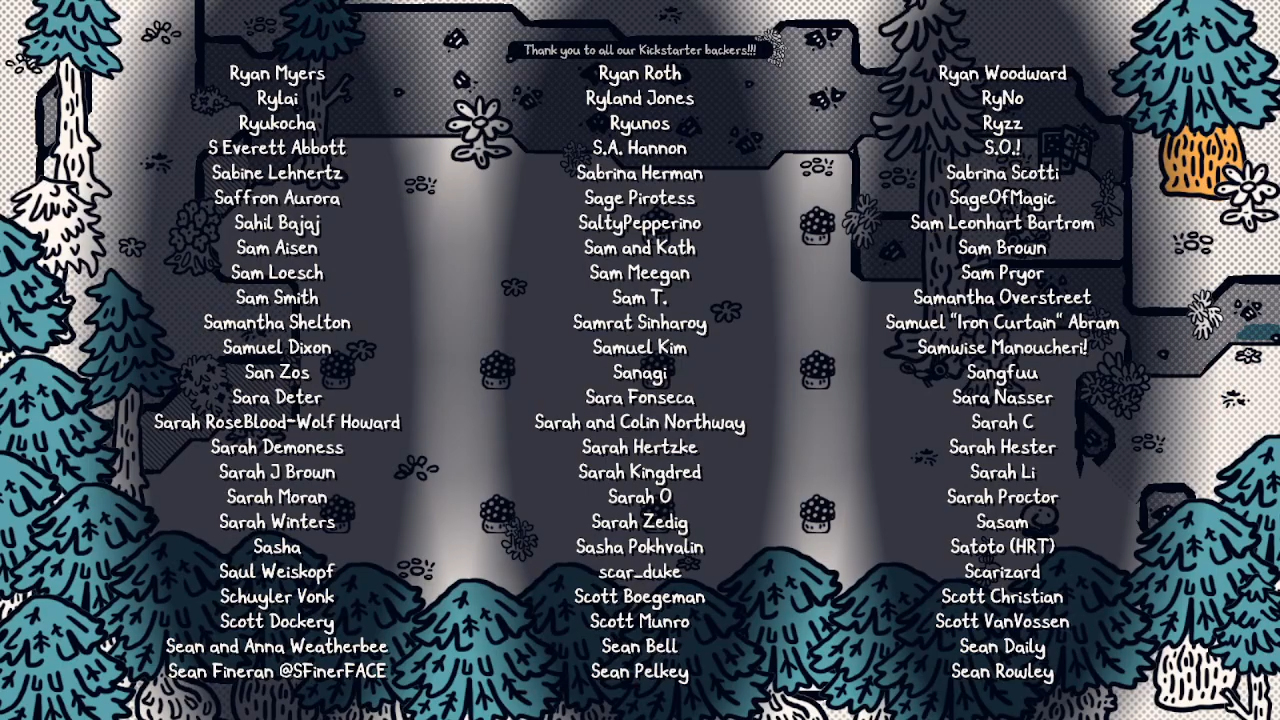 Thank you to all our Kickstarter backers!!!
Ryan Myers Ryan Roth Ryan Woodward
Rylai Ryland Jones RyNo
Ryukocha Ryunos Ryzz
S Everett Abbott S.A. Hannon S.O.!
Sabine Lehnertz Sabrina Herman Sabrina Scotti
Saffron Aurora Sage Pirotess SageOfMagic
Sahil Bajaj SaltyPepperino Sam Leonhart Bartrom
Sam Aisen Sam and Kath Sam Brown
Sam Loesch Sam Meegan Sam Pryor
Sam Smith Sam T. Samantha Overstreet
Samantha Shelton Samrat Sinharoy Samuel "Iron Curtain" Abram
Samuel Dixon Samuel Kim Samwise Manoucheri!
San Zos Sanagi Sangfuu
Sara Deter Sara Fonseca Sara Nasser
Sarah RoseBlood-Wolf Howard Sarah and Colin Northway Sarah C
Sarah Demoness Sarah Hertzke Sarah Hester
Sarah J Brown Sarah Kingdred Sarah Li
Sarah Moran Sarah O Sarah Proctor
Sarah Winters Sarah Zedig Sasam
Sasha Sasha Pokhvalin Satoto (HRT)
Saul Weiskopf scar_duke Scarizard
Schuyler Vonk Scott Boegeman Scott Christian
Scott Dockery Scott Munro Scott VanVossen
Sean and Anna Weatherbee Sean Bell Sean Daily
Sean Fineran @SFinerFACE Sean Pelkey Sean Rowley